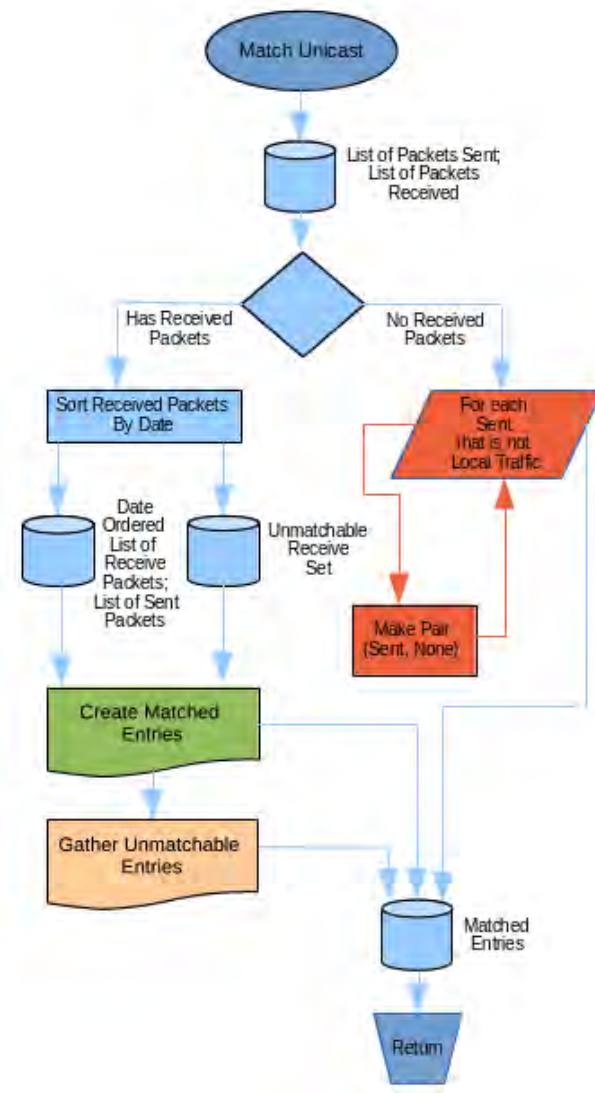 Match Unicast
List of Packets Sent;
List of Packets
Received
Has Received
Packets
No Received
Packets
Sort Received Packets
By Date
For each
Sent
That is not
Local Traffic
Date
Ordered
List of
Receive
Packets;
List of Sent
Packets
Unmatchable
Receive
Set
Make Pair
(Sent, None)
Create Matched
Entries
Gather Unmatchable
Entries
Matched
Entries
Return